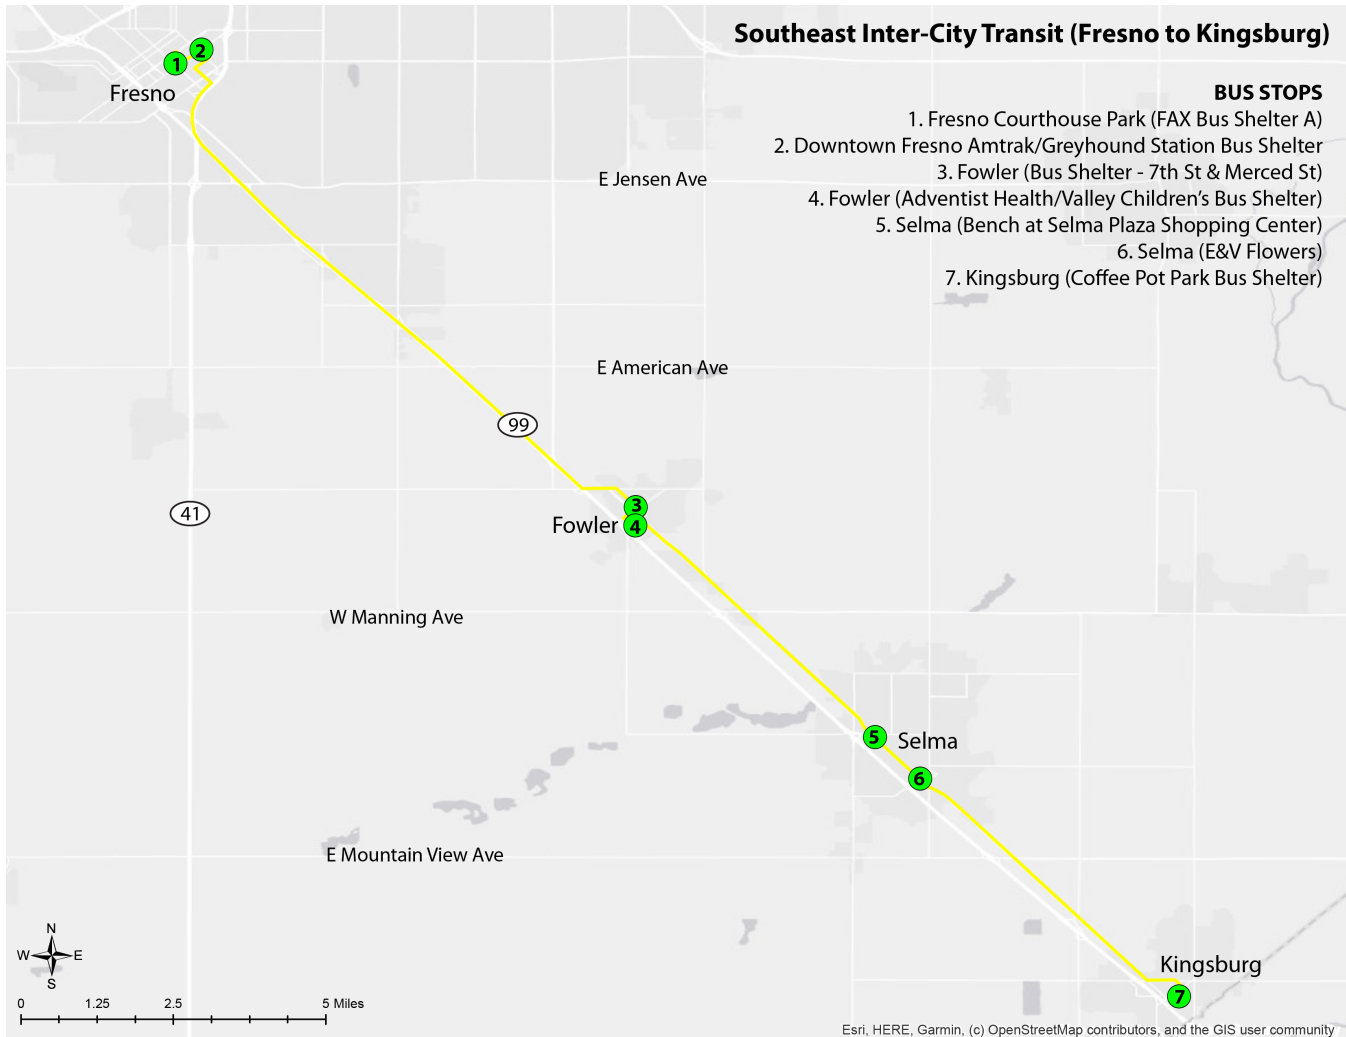 Southeast Inter-City Transit (Fresno to Kingsburg)
BUS STOPS
1. Fresno Courthouse Park (FAX Bus Shelter A)
2. Downtown Fresno Amtrak/Greyhound Station Bus Shelter
3. Fowler (Bus Shelter - 7th St & Merced St)
4. Fowler (Adventist Health/Valley Children’s Bus Shelter)
5. Selma (Bench at Selma Plaza Shopping Center)
6. Selma (E&V Flowers)
7. Kingsburg (Coffee Pot Park Bus Shelter)
2
1
Fresno
E Jensen Ave
E American Ave
99
41
3
Fowler
4
W Manning Ave
5
Selma
6
E Mountain View Ave
Kingsburg
7
N
W E
S
0 1.25 2.5 5 Miles
Esri, HERE, Garmin, (c) OpenStreetMap contributors, and the GIS user community